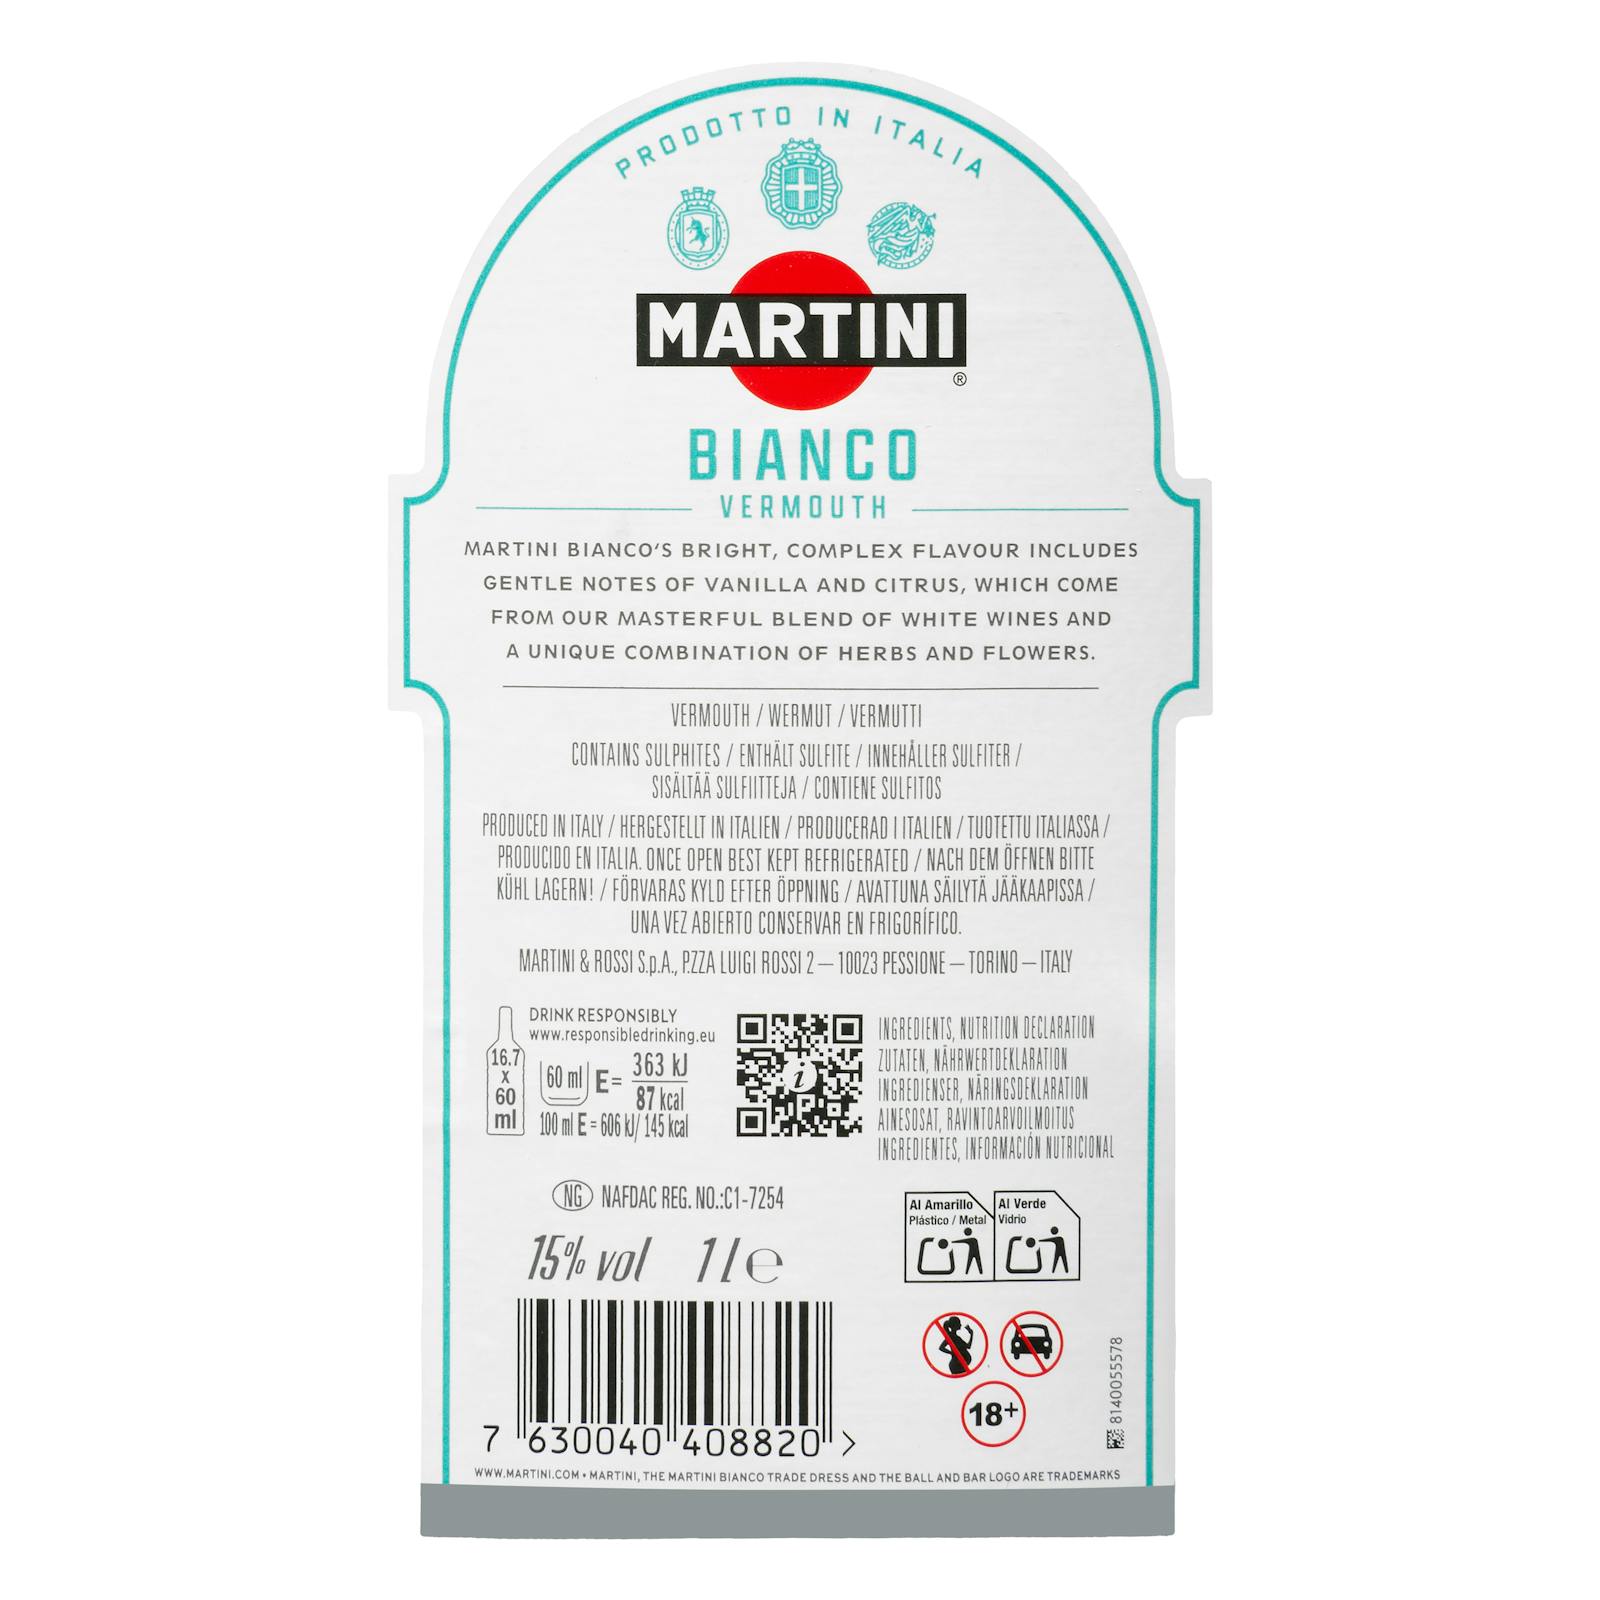 PRODOTTO IN ITALIA
MARTINI
®
BIANCO
VERMOUTH
MARTINI BIANCO'S BRIGHT, COMPLEX FLAVOUR INCLUDES
GENTLE NOTES OF VANILLA AND CITRUS, WHICH COME
FROM OUR MASTERFUL BLEND OF WHITE WINES AND
A UNIQUE COMBINATION OF HERBS AND FLOWERS.
VERMOUTH / WERMUT / VERMUTTI
CONTAINS SULPHITES / ENTHÄLT SULFITE / INNEHÅLLER SULFITER /
SISÄLTÄÄ SULFIITTEJA / CONTIENE SULFITOS
PRODUCED IN ITALY / HERGESTELLT IN ITALIEN / PRODUCERAD I ITALIEN / TUOTETTU ITALIASSA /
PRODUCIDO EN ITALIA. ONCE OPEN BEST KEPT REFRIGERATED / NACH DEM ÖFFNEN BITTE
KÜHL LAGERN! / FÖRVARAS KYLD EFTER ÖPPNING / AVATTUNA SÄILYTÄ JÄÄKAAPISSA /
UNA VEZ ABIERTO CONSERVAR EN FRIGORÍFICO.
MARTINI & ROSSI S.p.A., P.ZZA LUIGI ROSSI 2 – 10023 PESSIONE – TORINO – ITALY
DRINK RESPONSIBLY
www.responsibledrinking.eu
16.7
x
60
ml
60 ml E= 363 kJ
87 kcal
100 ml E = 606 kJ/ 145 kcal
i
INGREDIENTS, NUTRITION DECLARATION
ZUTATEN, NÄHRWERTDEKLARATION
INGREDIENSER, NÄRINGSDEKLARATION
AINESOSAT, RAVINTOARVOILMOITUS
INGREDIENTES, INFORMACIÓN NUTRICIONAL
NG NAFDAC REG. NO.:C1-7254
Al Amarillo
Plástico / Metal
Al Verde
Vidrio
15% vol 1 L e
18+
7 630040 408820 >
8140055578
WWW.MARTINI.COM • MARTINI, THE MARTINI BIANCO TRADE DRESS AND THE BALL AND BAR LOGO ARE TRADEMARKS